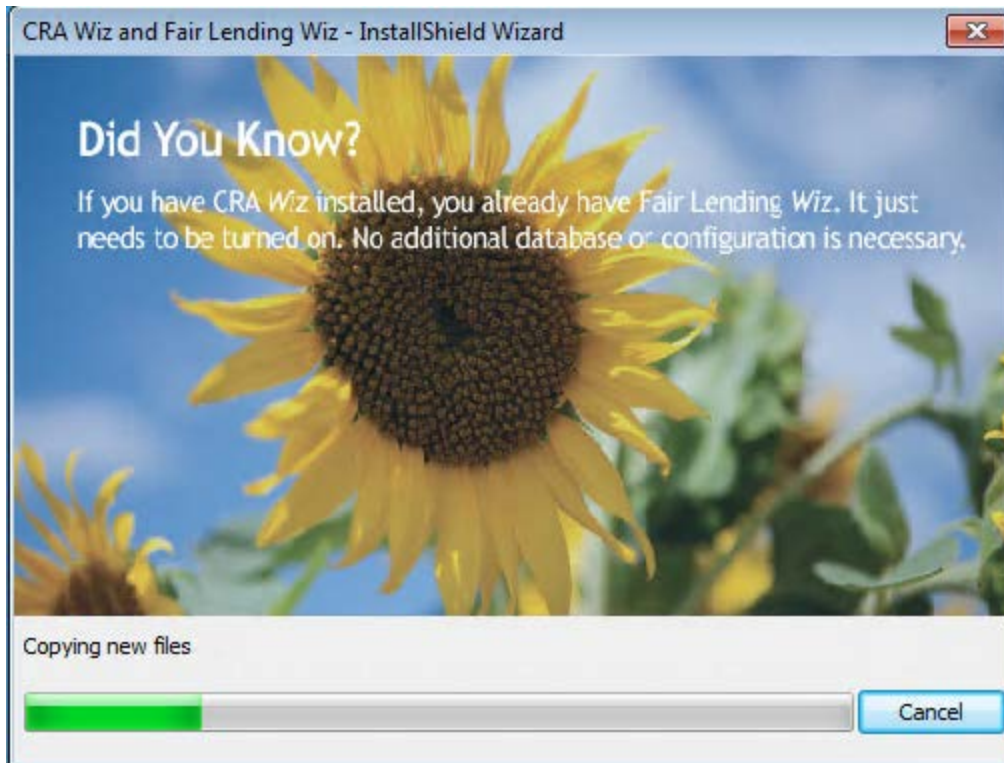 CRA Wiz and Fair Lending Wiz - InstallShield Wizard
Did You Know?
If you have CRA Wiz installed, you already have Fair Lending Wiz. It just
needs to be turned on. No additional database or configuration is necessary.
Copying new files
Cancel